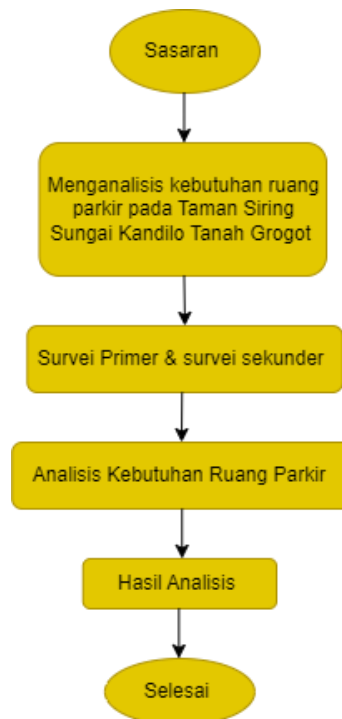 Sasaran
Menganalisis kebutuhan ruang
parkir pada Taman Siring
Sungai Kandilo Tanah Grogot
Survei Primer & survei sekunder
Analisis Kebutuhan Ruang Parkir
Hasil Analisis
Selesai